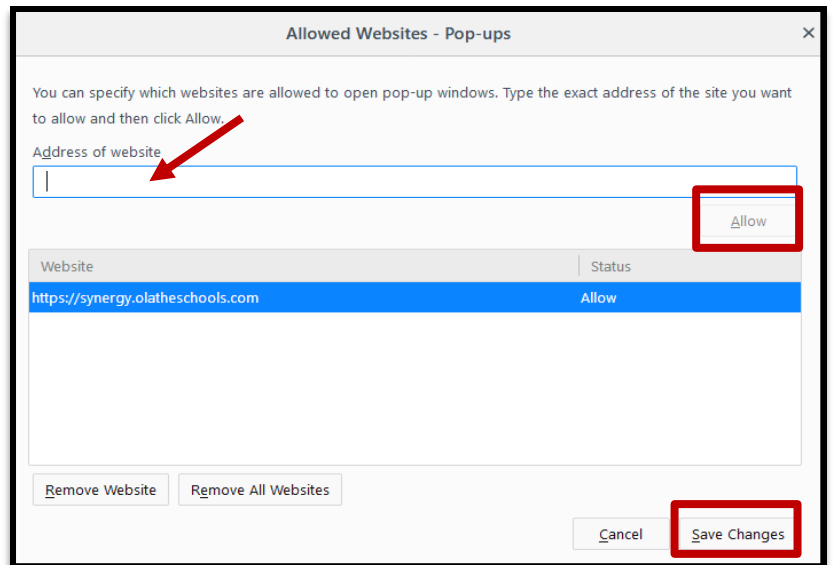 Allowed Websites - Pop-ups
You can specify which websites are allowed to open pop-up windows. Type the exact address of the site you want
to allow and then click Allow.
Address of website
Allow
Website Status
https://synergy.olatheschools.com Allow
Remove Website Remove All Websites
Cancel Save Changes